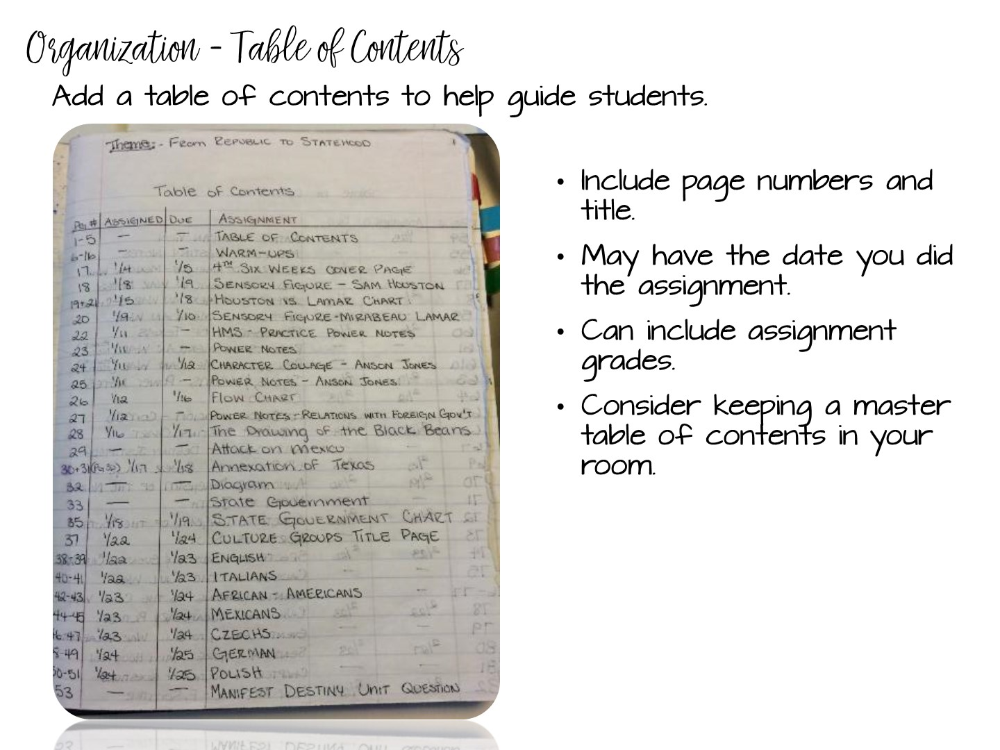 Organization - Table of Contents
Add a table of contents to help guide students.
Theme:- From Republic to Statehood
Table of Contents
Pg.# ASSIGNED DUE ASSIGNMENT
1-5 — — TABLE OF CONTENTS
6-16 — — WARM-UPS
17 1/4 1/5 4TH SIX WEEKS COVER PAGE
18 1/8 1/9 SENSORY FIGURE - SAM HOUSTON
19+21 1/5 1/8 HOUSTON VS. LAMAR CHART
20 1/9 1/10 SENSORY FIGURE-MIRABEAU LAMAR
22 1/11 — HMS - PRACTICE POWER NOTES
23 1/11 — POWER NOTES
24 1/11 1/12 CHARACTER COLLAGE - ANSON JONES
25 1/11 — POWER NOTES - ANSON JONES
26 1/12 1/16 FLOW CHART
27 1/12 — POWER NOTES - RELATIONS WITH FOREIGN GOV'T
28 1/16 1/17 The Drawing of the Black Beans
29 — — Attack on Mexico
30+31(Pg 32) 1/17 1/18 Annexation of Texas
32 — — Diagram
33 — — State Government
35 1/18 1/19 STATE GOVERNMENT CHART
37 1/22 1/24 CULTURE GROUPS TITLE PAGE
38-39 1/22 1/23 ENGLISH
40-41 1/22 1/23 ITALIANS
42-43 1/23 1/24 AFRICAN - AMERICANS
44-45 1/23 1/24 MEXICANS
6-47 1/23 1/24 CZECHS
8-49 1/24 1/25 GERMAN
50-51 1/24 1/25 POLISH
53 — — MANIFEST DESTINY UNIT QUESTION
• Include page numbers and
title.
• May have the date you did
the assignment.
• Can include assignment
grades.
• Consider keeping a master
table of contents in your
room.